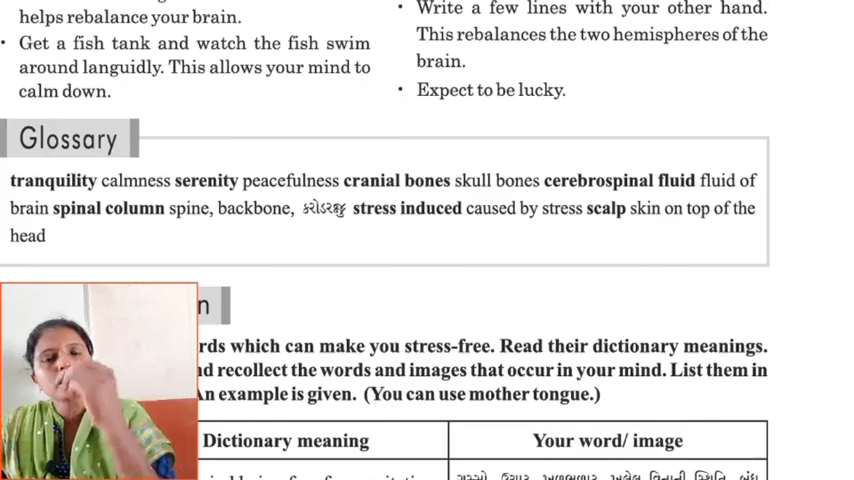 helps rebalance your brain.
• Get a fish tank and watch the fish swim
around languidly. This allows your mind to
calm down.
• Write a few lines with your other hand.
This rebalances the two hemispheres of the
brain.
• Expect to be lucky.
Glossary
tranquility calmness serenity peacefulness cranial bones skull bones cerebrospinal fluid fluid of
brain spinal column spine, backbone, કરોડરજ્જુ stress induced caused by stress scalp skin on top of the
head
n
rds which can make you stress-free. Read their dictionary meanings.
nd recollect the words and images that occur in your mind. List them in
An example is given. (You can use mother tongue.)
Dictionary meaning
Your word/ image